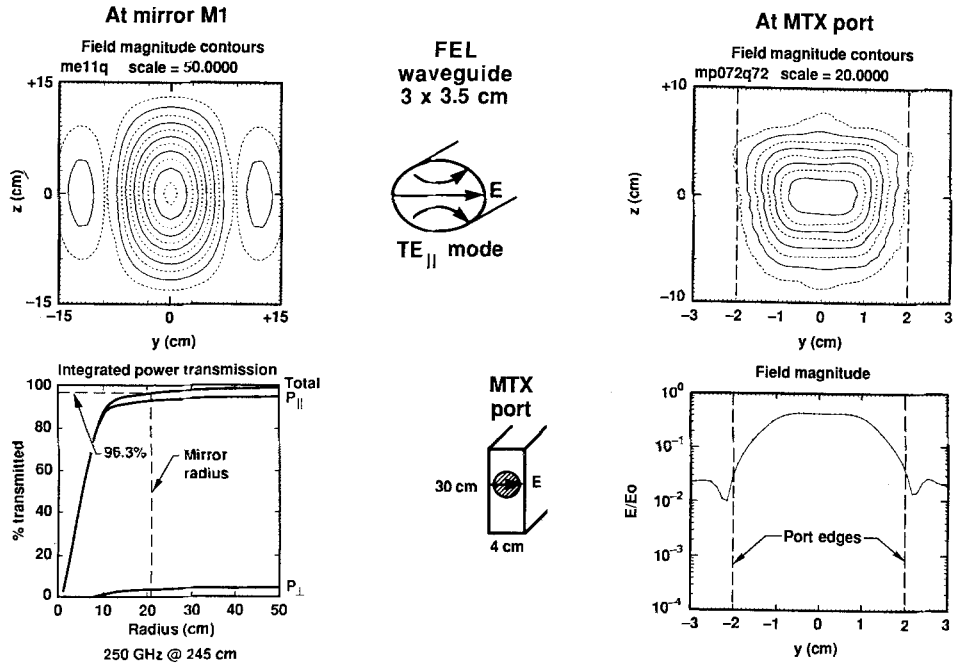 At mirror M1
Field magnitude contours
me11q scale = 50.0000
+15
z (cm)
0
−15
−15
0
+15
y (cm)
FEL
waveguide
3 x 3.5 cm
E
TE|| mode
At MTX port
Field magnitude contours
mp072q72 scale = 20.0000
+10
z (cm)
0
−10
−3 −2 −1 0 1 2 3
y (cm)
Integrated power transmission
100
80
60
40
20
0
% transmitted
Total
P||
96.3%
Mirror
radius
P⊥
0 10 20 30 40 50
Radius (cm)
250 GHz @ 245 cm
MTX
port
30 cm
E
4 cm
Field magnitude
10^0
10^−1
10^−2
10^−3
10^−4
E/Eo
Port edges
−3 −2 −1 0 1 2 3
y (cm)